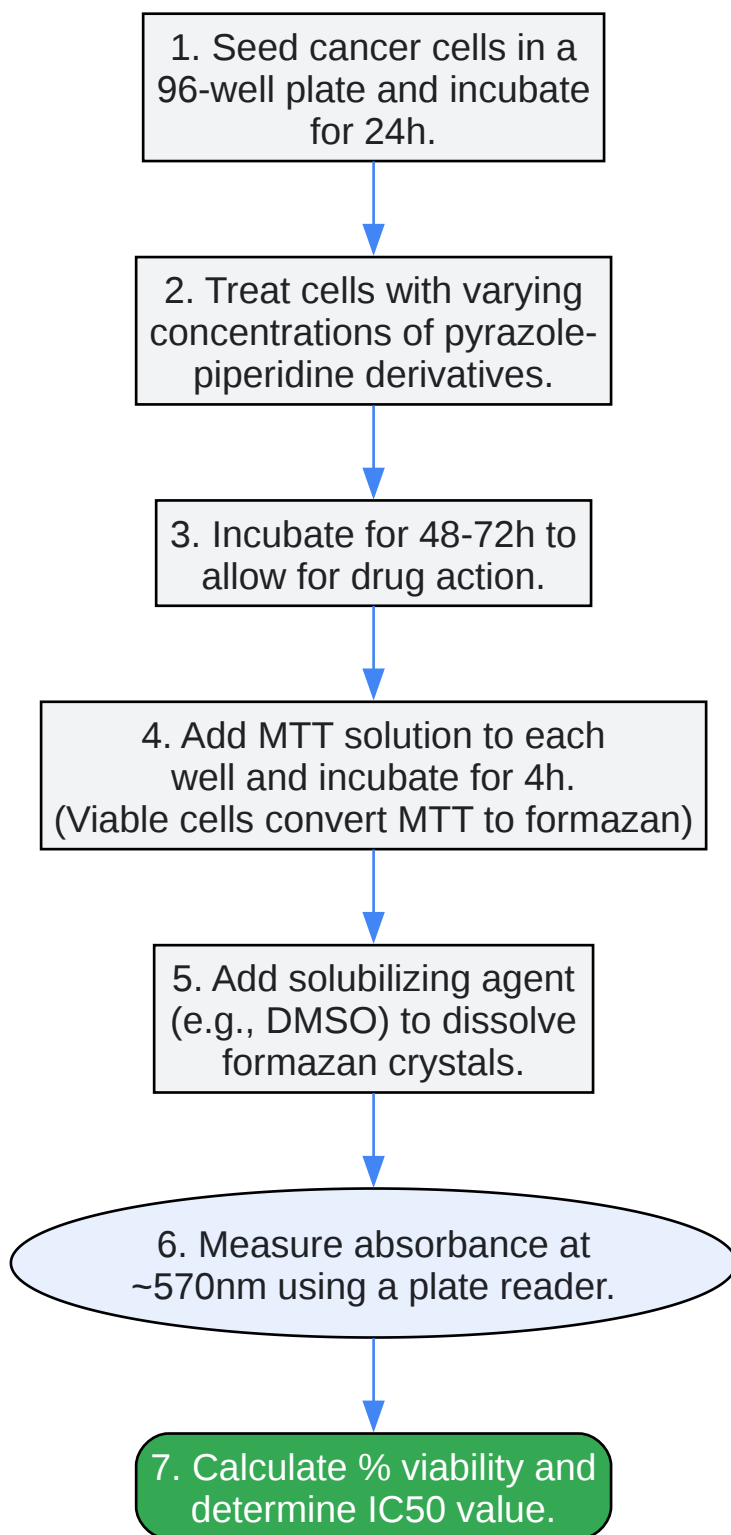 1. Seed cancer cells in a
96-well plate and incubate
for 24h.
2. Treat cells with varying
concentrations of pyrazole-
piperidine derivatives.
3. Incubate for 48-72h to
allow for drug action.
4. Add MTT solution to each
well and incubate for 4h.
(Viable cells convert MTT to formazan)
5. Add solubilizing agent
(e.g., DMSO) to dissolve
formazan crystals.
6. Measure absorbance at
~570nm using a plate reader.
7. Calculate % viability and
determine IC50 value.